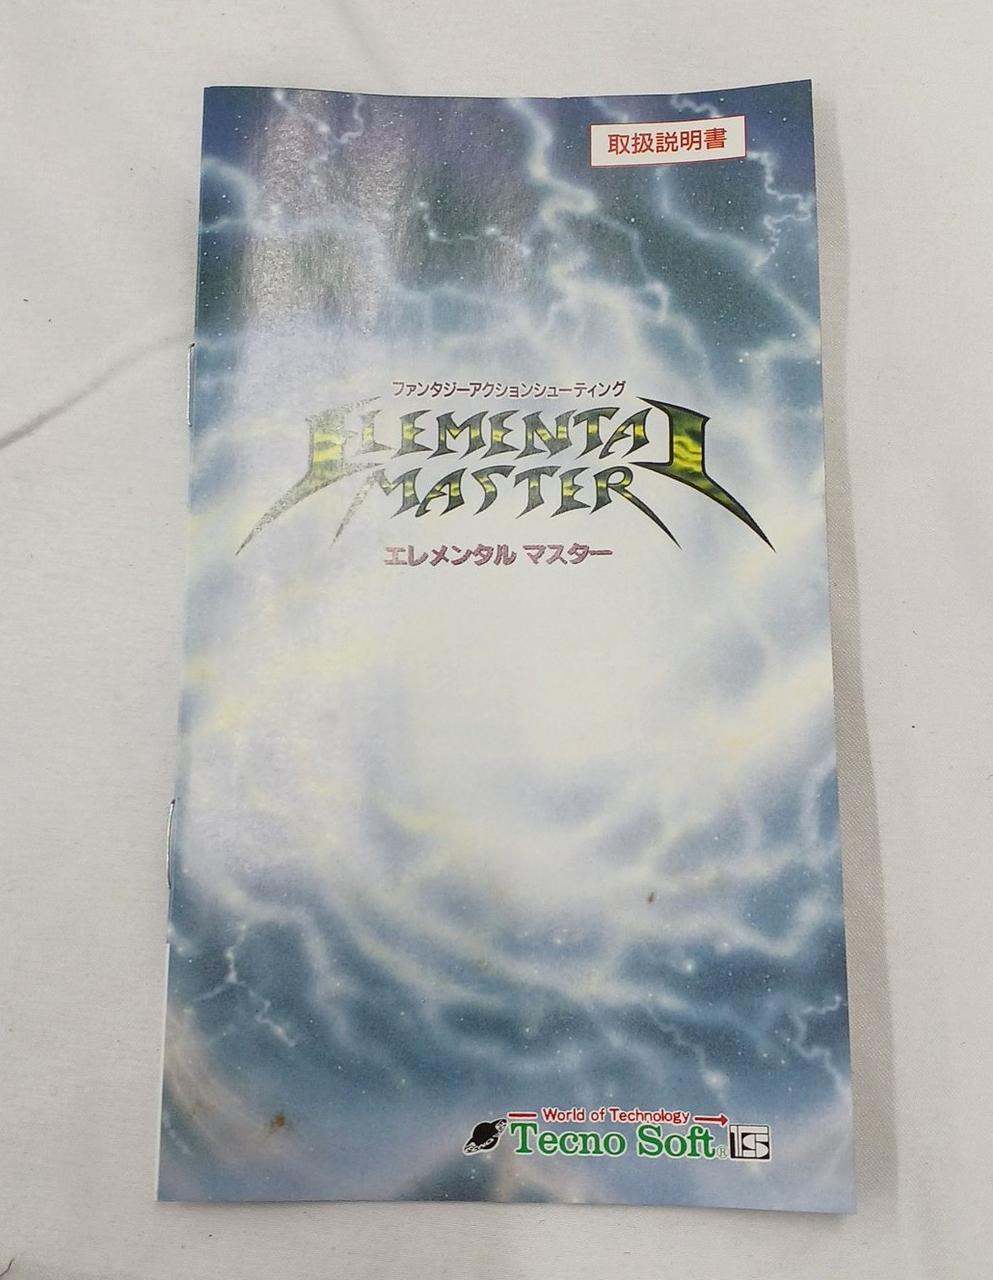 取扱説明書
ファンタジーアクションシューティング
ELEMENTAL
MASTER
エレメンタル マスター
World of Technology
Tecno Soft®